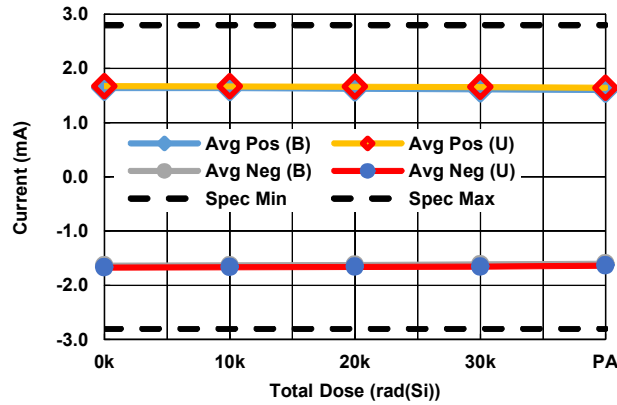 3.0
2.0
1.0
0.0
-1.0
-2.0
-3.0
Current (mA)
Avg Pos (B) Avg Pos (U)
Avg Neg (B) Avg Neg (U)
Spec Min Spec Max
0k 10k 20k 30k PA
Total Dose (rad(Si))